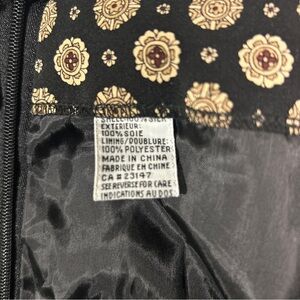 SHELL:100% SILK
EXTERIEUR:
100% SOIE
LINING/DOUBLURE:
100% POLYESTER
MADE IN CHINA
FABRIQUE EN CHINE
CA # 23147
SEE REVERSE FOR CARE
INDICATIONS AU DOS